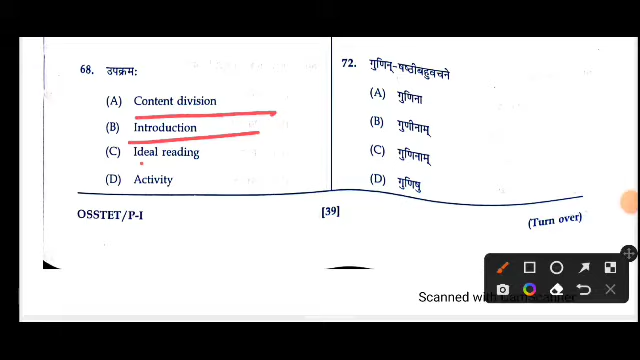 68. उपक्रमः
(A) Content division
(B) Introduction
(C) Ideal reading
(D) Activity
OSSTET/P-I
72. गुणिन्-षष्ठीबहुवचने
(A) गुणिना
(B) गुणीनाम्
(C) गुणिनाम्
(D) गुणिषु
[39]
(Turn over)
Scanned with